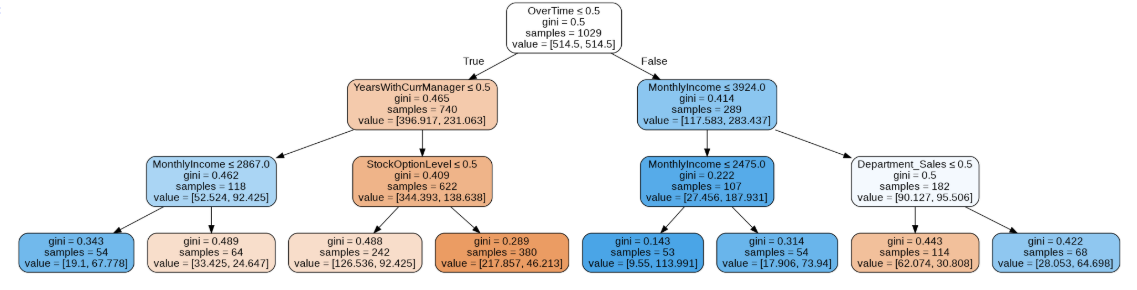 OverTime ≤ 0.5
gini = 0.5
samples = 1029
value = [514.5, 514.5]
True
False
YearsWithCurrManager ≤ 0.5
gini = 0.465
samples = 740
value = [396.917, 231.063]
MonthlyIncome ≤ 3924.0
gini = 0.414
samples = 289
value = [117.583, 283.437]
MonthlyIncome ≤ 2867.0
gini = 0.462
samples = 118
value = [52.524, 92.425]
StockOptionLevel ≤ 0.5
gini = 0.409
samples = 622
value = [344.393, 138.638]
MonthlyIncome ≤ 2475.0
gini = 0.222
samples = 107
value = [27.456, 187.931]
Department_Sales ≤ 0.5
gini = 0.5
samples = 182
value = [90.127, 95.506]
gini = 0.343
samples = 54
value = [19.1, 67.778]
gini = 0.489
samples = 64
value = [33.425, 24.647]
gini = 0.488
samples = 242
value = [126.536, 92.425]
gini = 0.289
samples = 380
value = [217.857, 46.213]
gini = 0.143
samples = 53
value = [9.55, 113.991]
gini = 0.314
samples = 54
value = [17.906, 73.94]
gini = 0.443
samples = 114
value = [62.074, 30.808]
gini = 0.422
samples = 68
value = [28.053, 64.698]